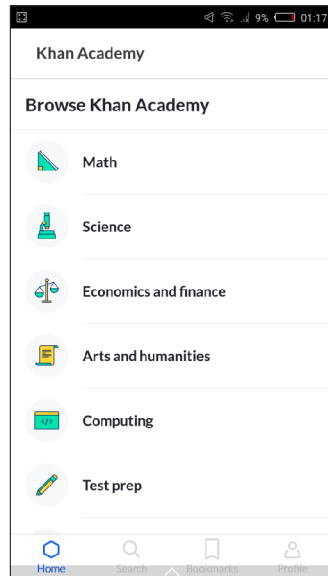 9% 01:17
Khan Academy
Browse Khan Academy
Math
Science
Economics and finance
Arts and humanities
</> Computing
Test prep
Home Search Bookmarks Profile